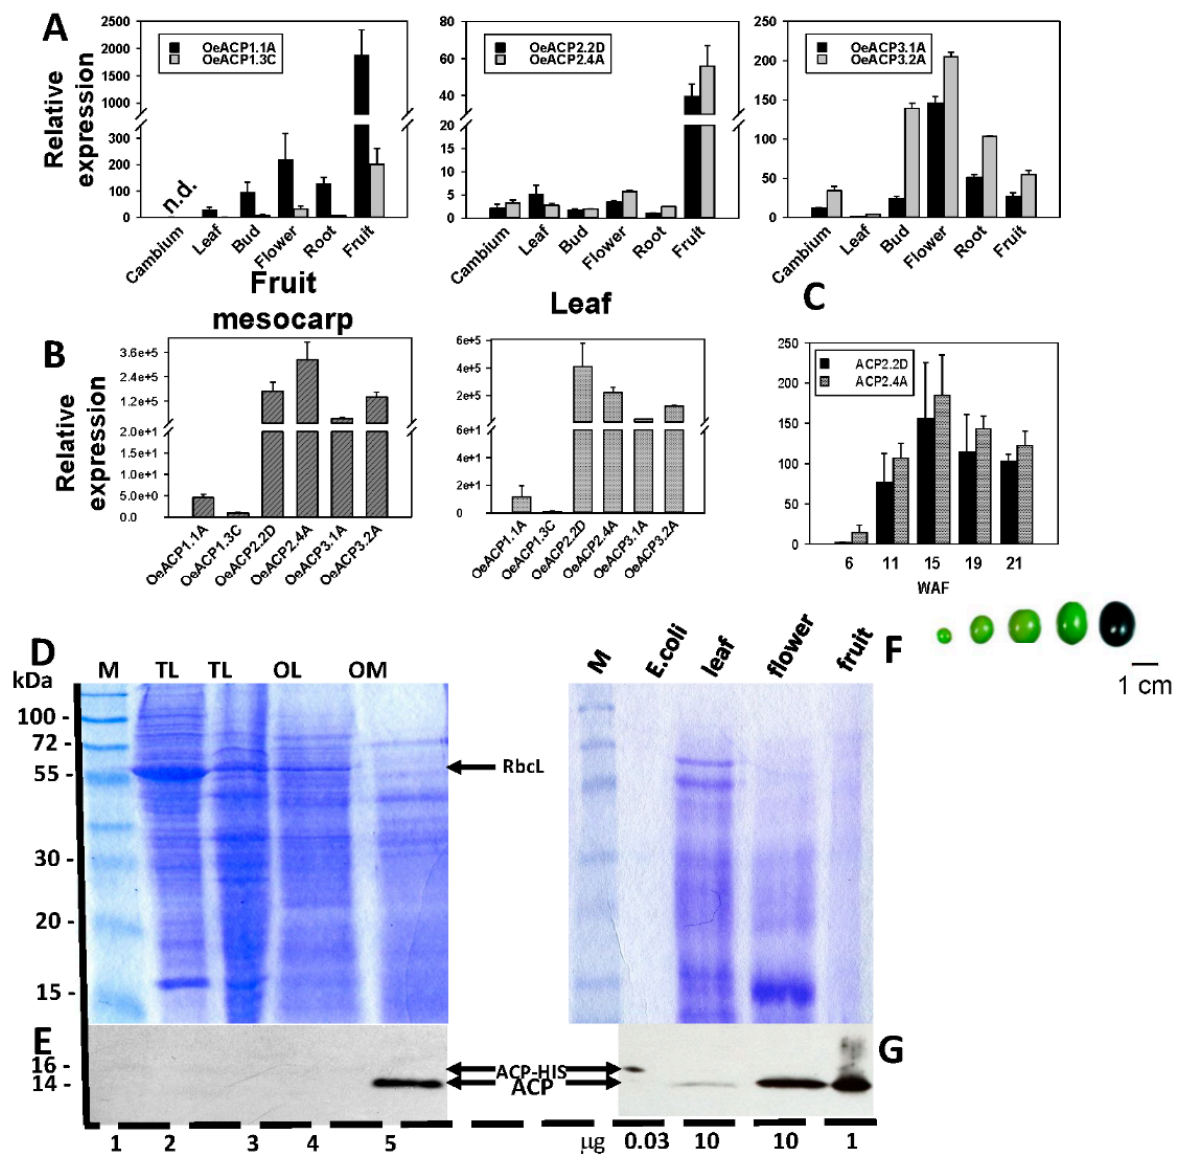 A
Relative
expression
2500
2000
1500
1000
300
200
100
0
OeACP1.1A
OeACP1.3C
n.d.
Cambium
Leaf
Bud
Flower
Root
Fruit
80
60
40
20
15
10
5
0
OeACP2.2D
OeACP2.4A
Cambium
Leaf
Bud
Flower
Root
Fruit
250
200
150
100
50
0
OeACP3.1A
OeACP3.2A
Cambium
Leaf
Bud
Flower
Root
Fruit
B
Fruit
mesocarp
Relative
expression
3.6e+5
2.4e+5
1.2e+5
2.0e+1
1.0e+1
1.0e+1
5.0e+0
0.0
OeACP1.1A
OeACP1.3C
OeACP2.2D
OeACP2.4A
OeACP3.1A
OeACP3.2A
Leaf
6e+5
4e+5
2e+5
6e+1
4e+1
2e+1
0
OeACP1.1A
OeACP1.3C
OeACP2.2D
OeACP2.4A
OeACP3.1A
OeACP3.2A
C
250
200
150
100
50
0
ACP2.2D
ACP2.4A
6 11 15 19 21
WAF
D
kDa
M TL TL OL OM
100 -
72 -
55 -
30 -
20 -
15 -
RbcL
M E.coli leaf flower fruit
F
1 cm
E
16 -
14 -
ACP-HIS
ACP
G
1 2 3 4 5
µg 0.03 10 10 1